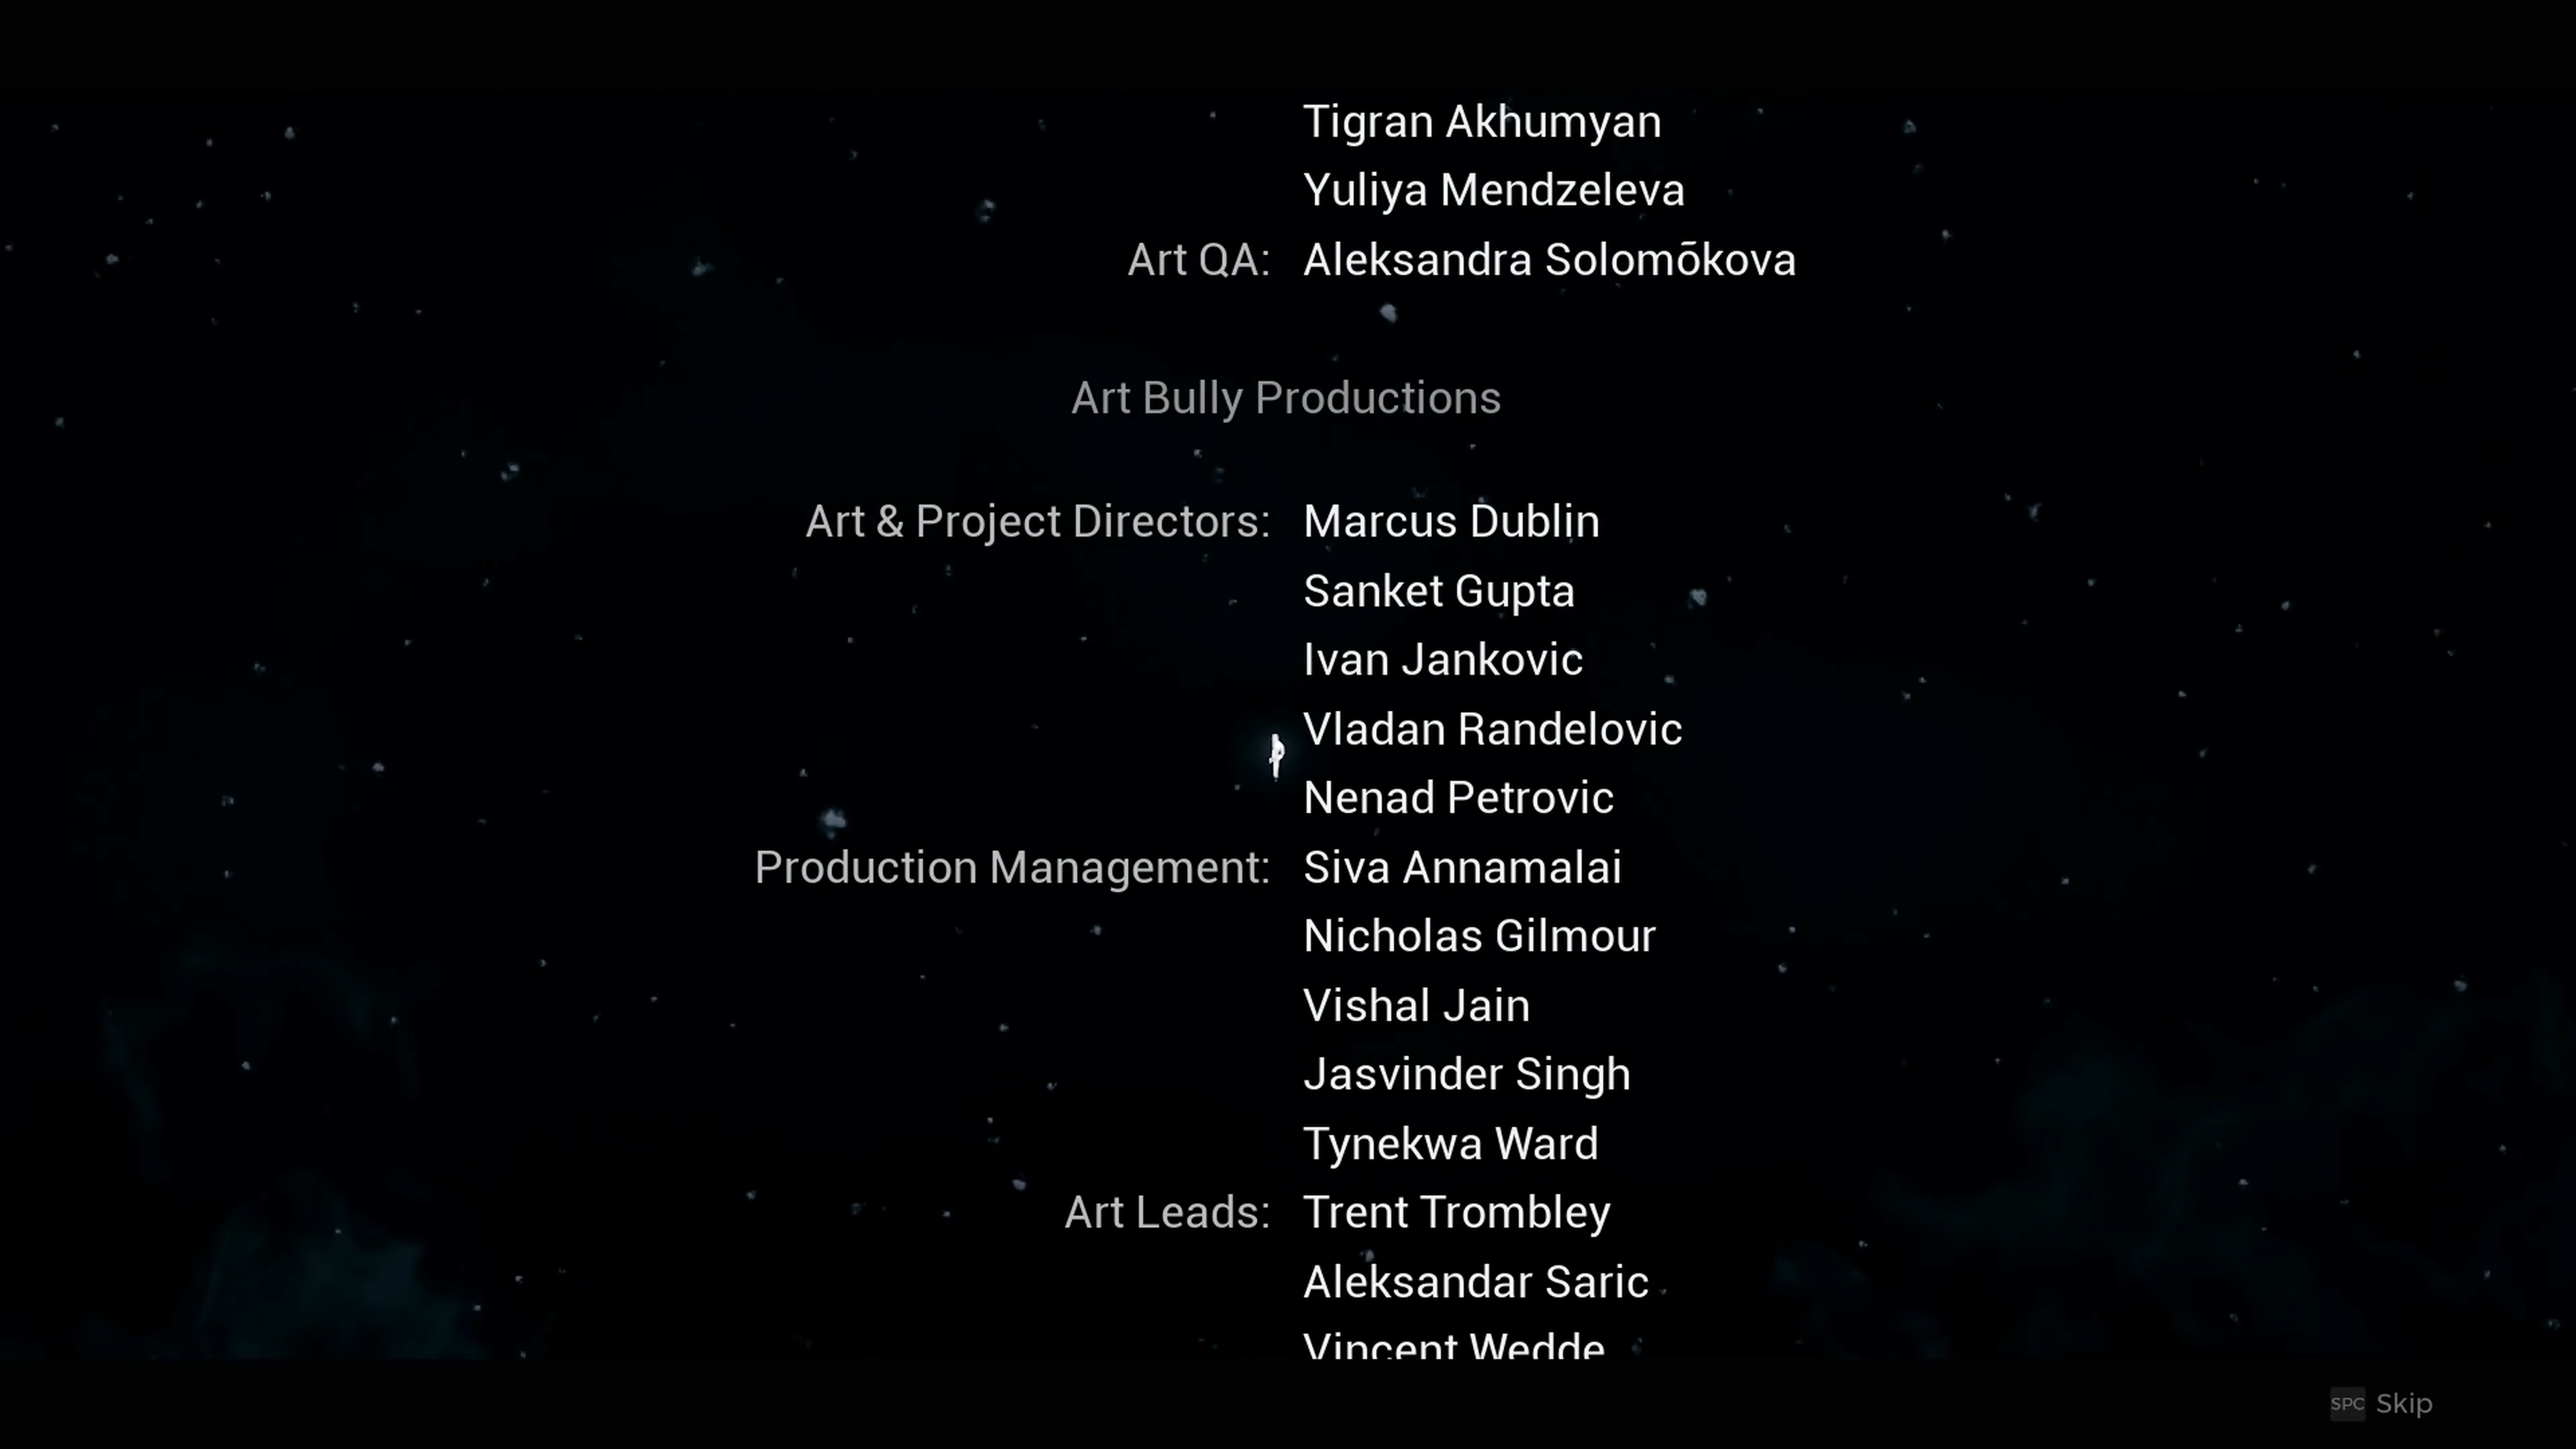 Tigran Akhumyan
Yuliya Mendzeleva
Art QA: Aleksandra Solomōkova
Art Bully Productions
Art & Project Directors: Marcus Dublin
Sanket Gupta
Ivan Jankovic
Vladan Randelovic
Nenad Petrovic
Production Management: Siva Annamalai
Nicholas Gilmour
Vishal Jain
Jasvinder Singh
Tynekwa Ward
Art Leads: Trent Trombley
Aleksandar Saric
Vincent Wedde
SPC Skip